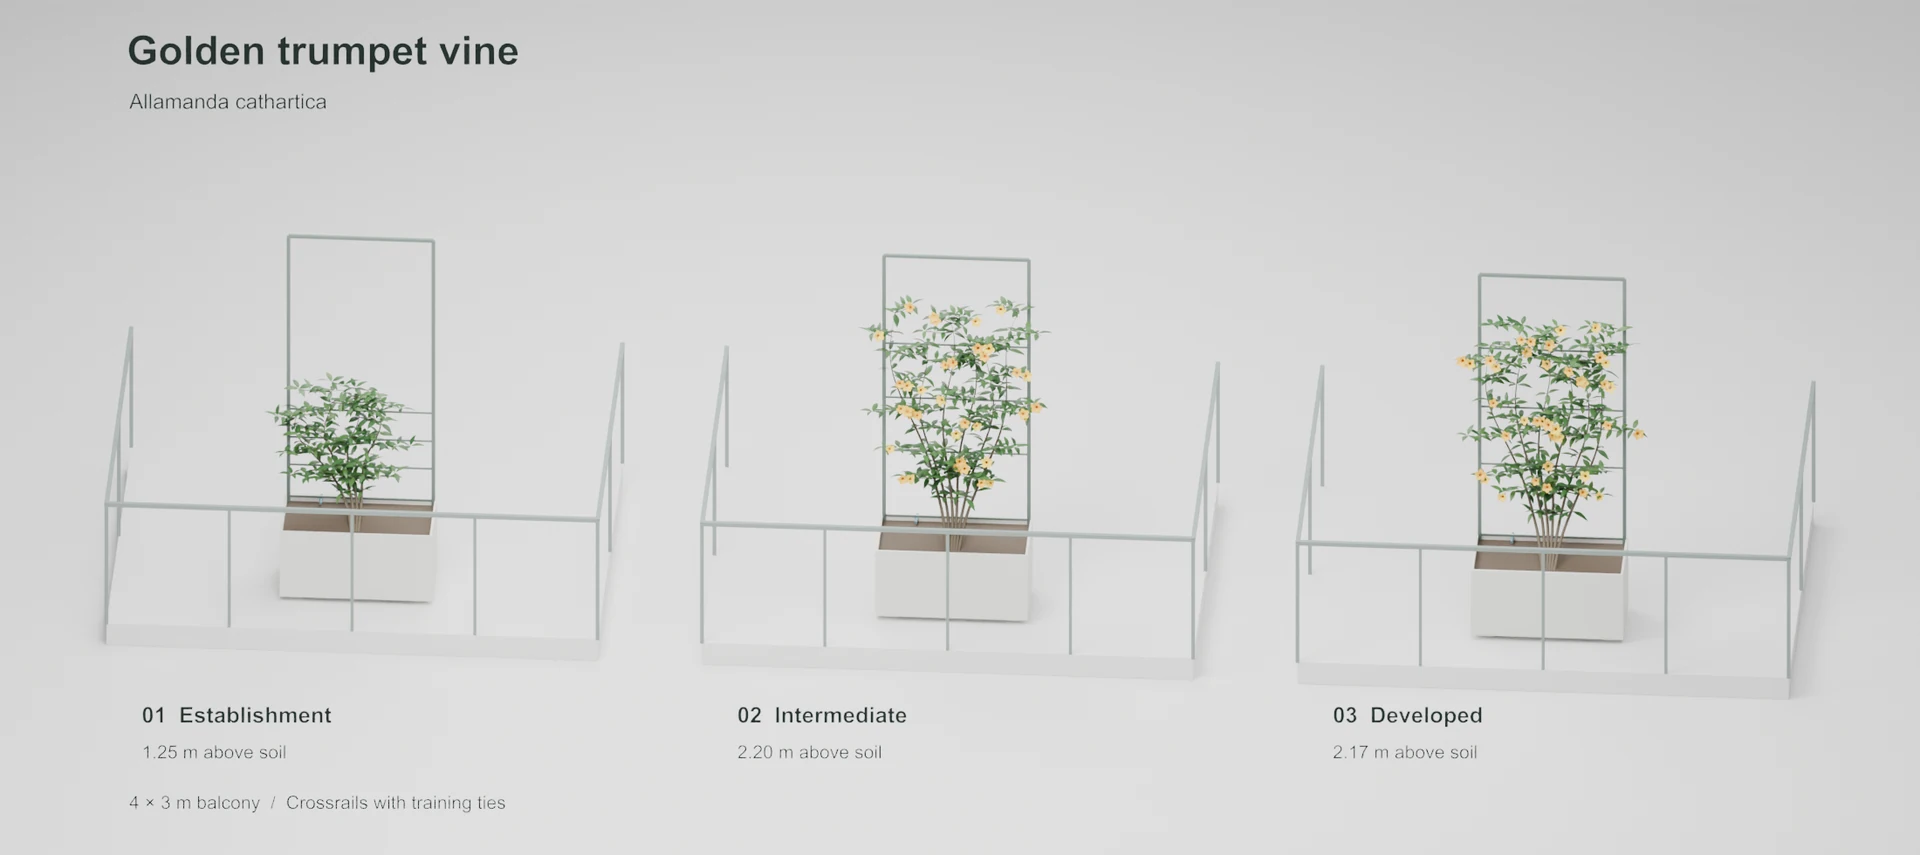 Golden trumpet vine
Allamanda cathartica
01 Establishment
1.25 m above soil
02 Intermediate
2.20 m above soil
03 Developed
2.17 m above soil
4 × 3 m balcony / Crossrails with training ties